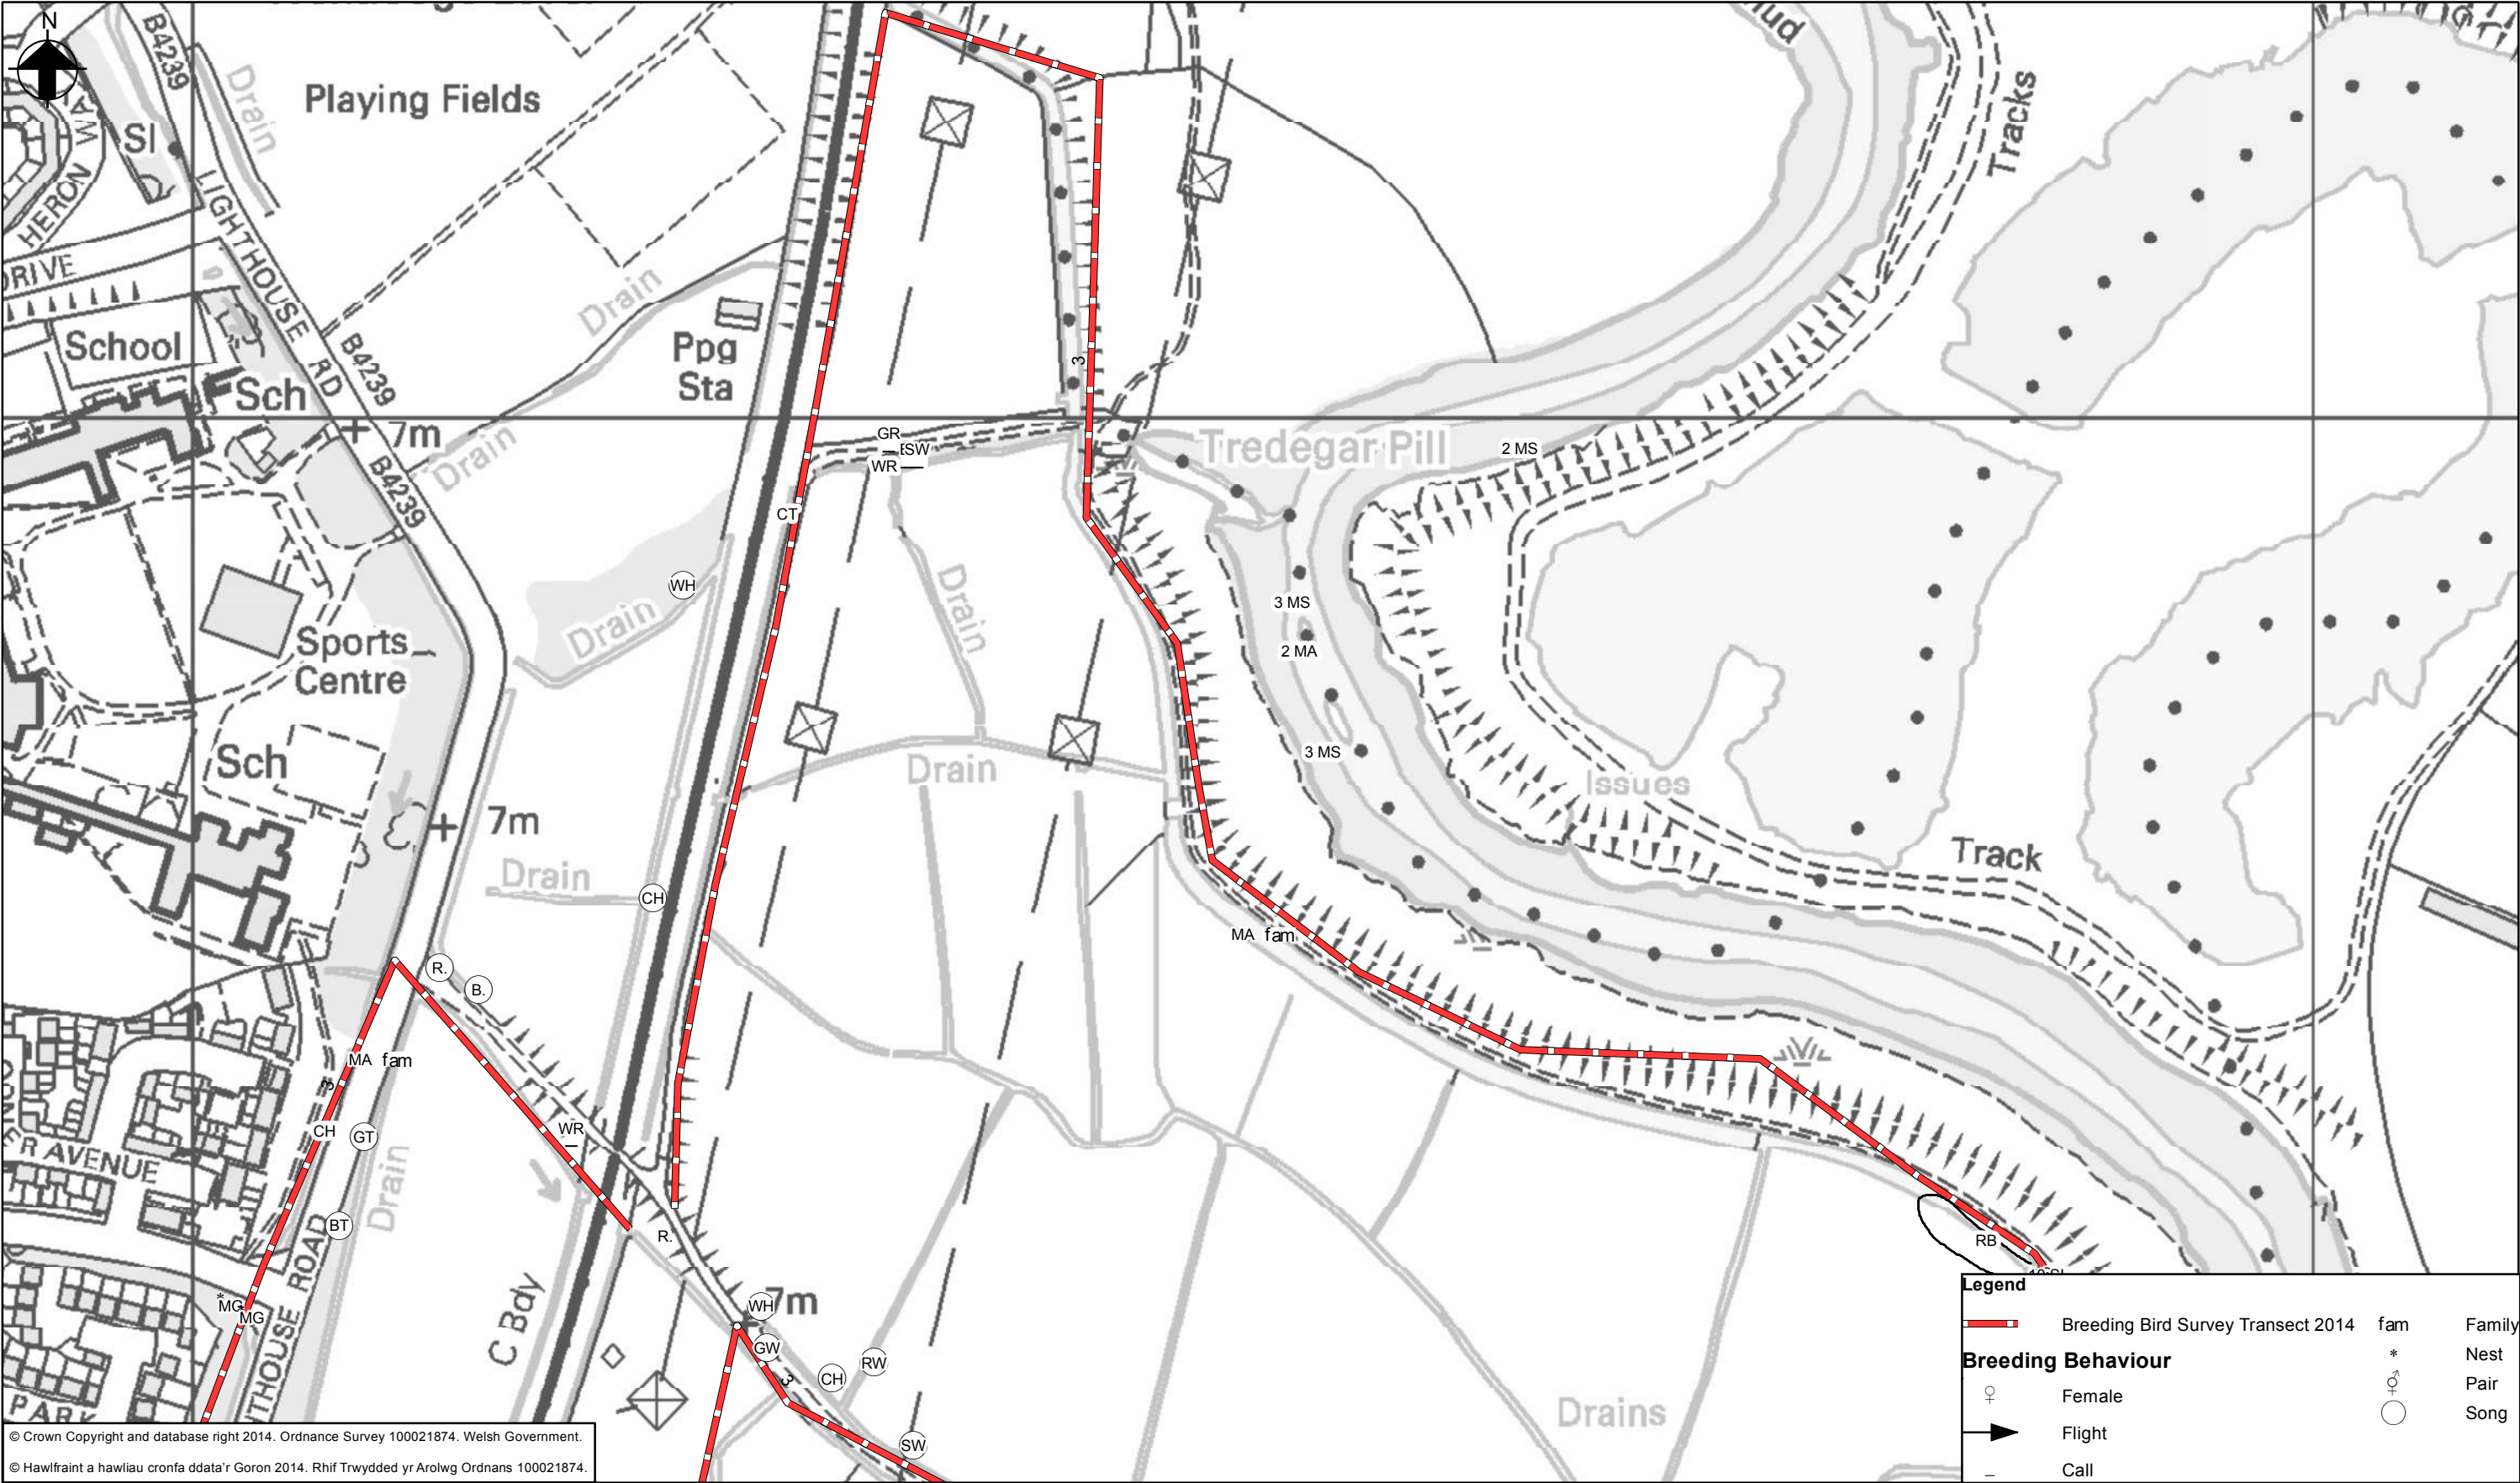 N
B4239
Drain
Playing Fields
Sl
HERON WAY
LIGHTHOUSE RD
DRIVE
School
Sch
B4239
Drain
Ppg
Sta
Tracks
Mud
7m
B4239
Drain
GR
SW
WR
Tredegar Pill
2 MS
CT
WH
Drain
Drain
3 MS
2 MA
Sports
Centre
3 MS
Sch
Drain
Issues
7m
Drain
CH
Track
MA fam
R.
B.
3
3
MA fam
CH
GT
WR
AVENUE
Drain
BT
R.
RB
MG
MG
C Bdy
WH
7m
GW
CH
RW
3
SW
Drains
PARK
Legend
Breeding Bird Survey Transect 2014
fam Family
Breeding Behaviour
* Nest
♀ Female
Pair
Flight
Song
_ Call
© Crown Copyright and database right 2014. Ordnance Survey 100021874. Welsh Government.
© Hawlfraint a hawliau cronfa ddata'r Goron 2014. Rhif Trwydded yr Arolwg Ordnans 100021874.